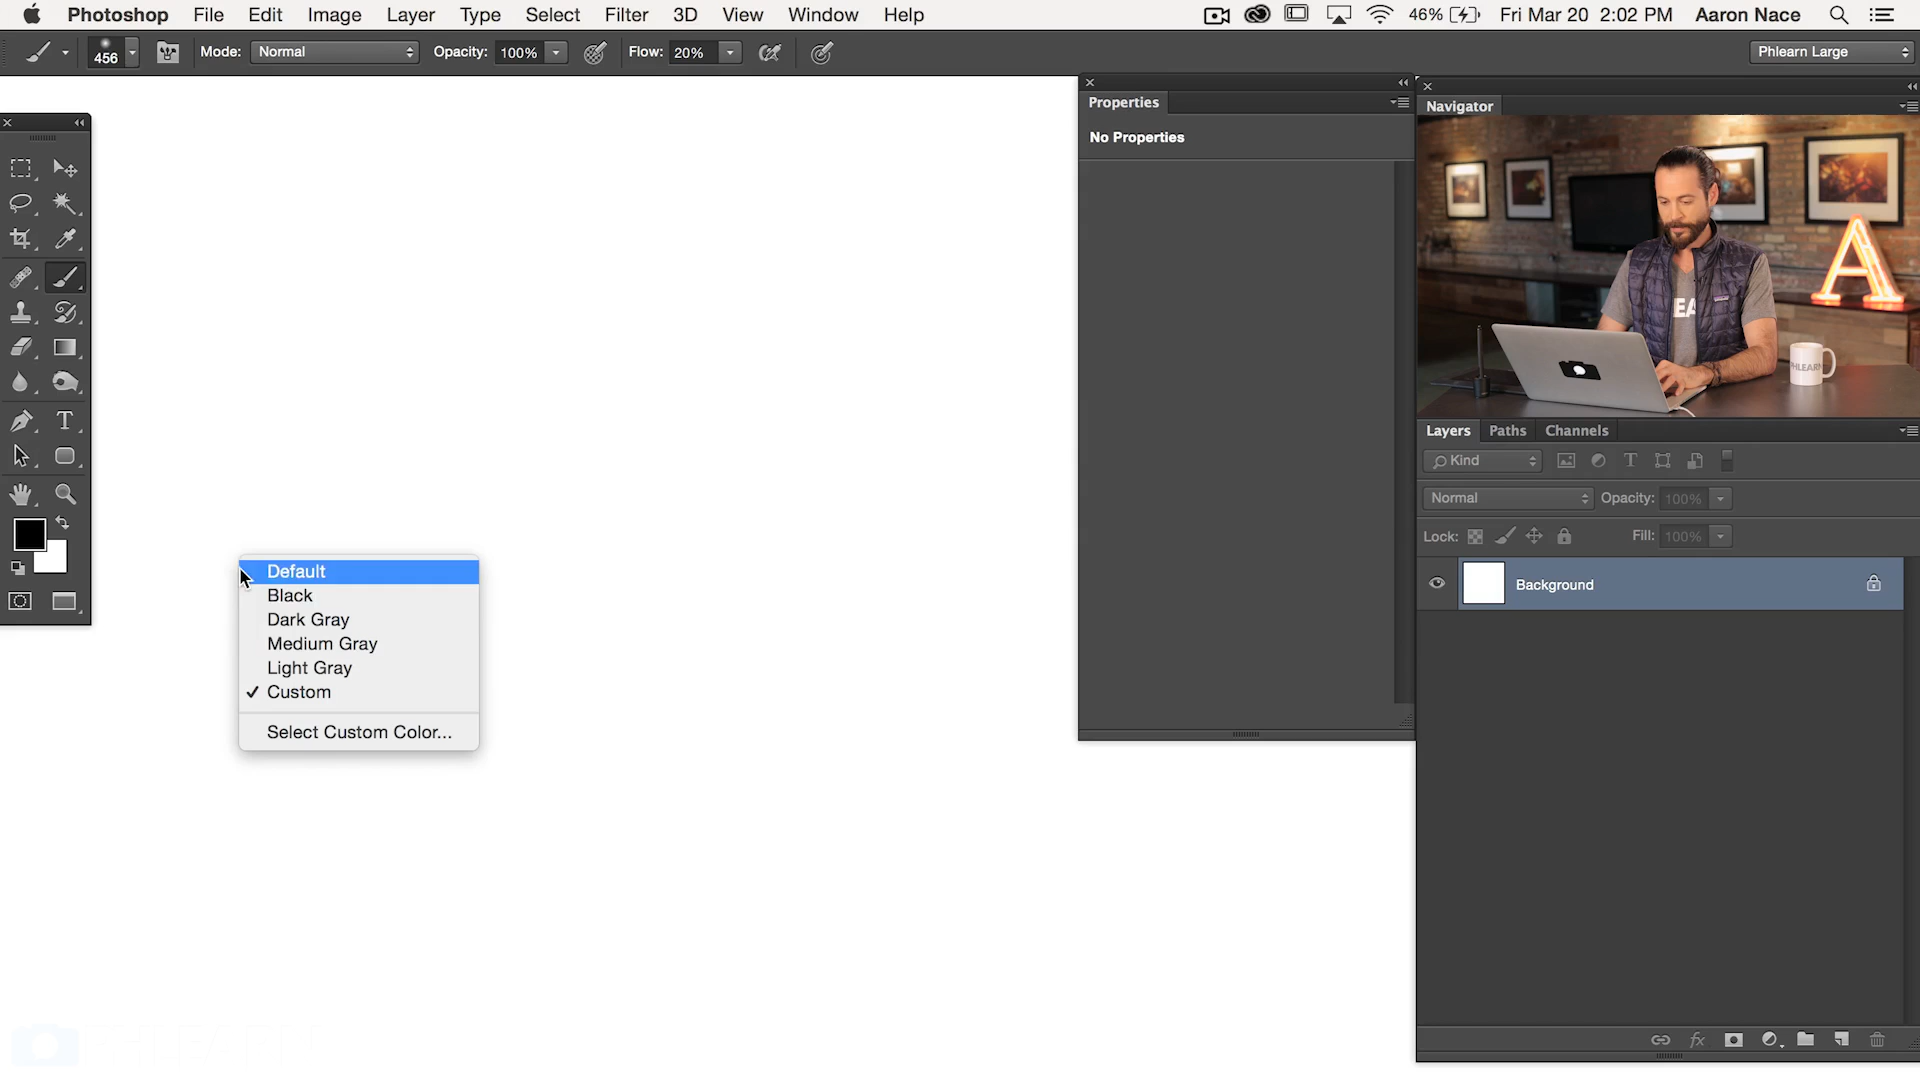 Photoshop File Edit Image Layer Type Select Filter 3D View Window Help
46% Fri Mar 20 2:02 PM Aaron Nace
456 Mode: Normal Opacity: 100% Flow: 20% Phlearn Large
Properties
No Properties
Navigator
A
PHLEARN
Layers Paths Channels
Kind
Normal Opacity: 100%
Lock: Fill: 100%
Background
Default
Black
Dark Gray
Medium Gray
Light Gray
Custom
Select Custom Color...